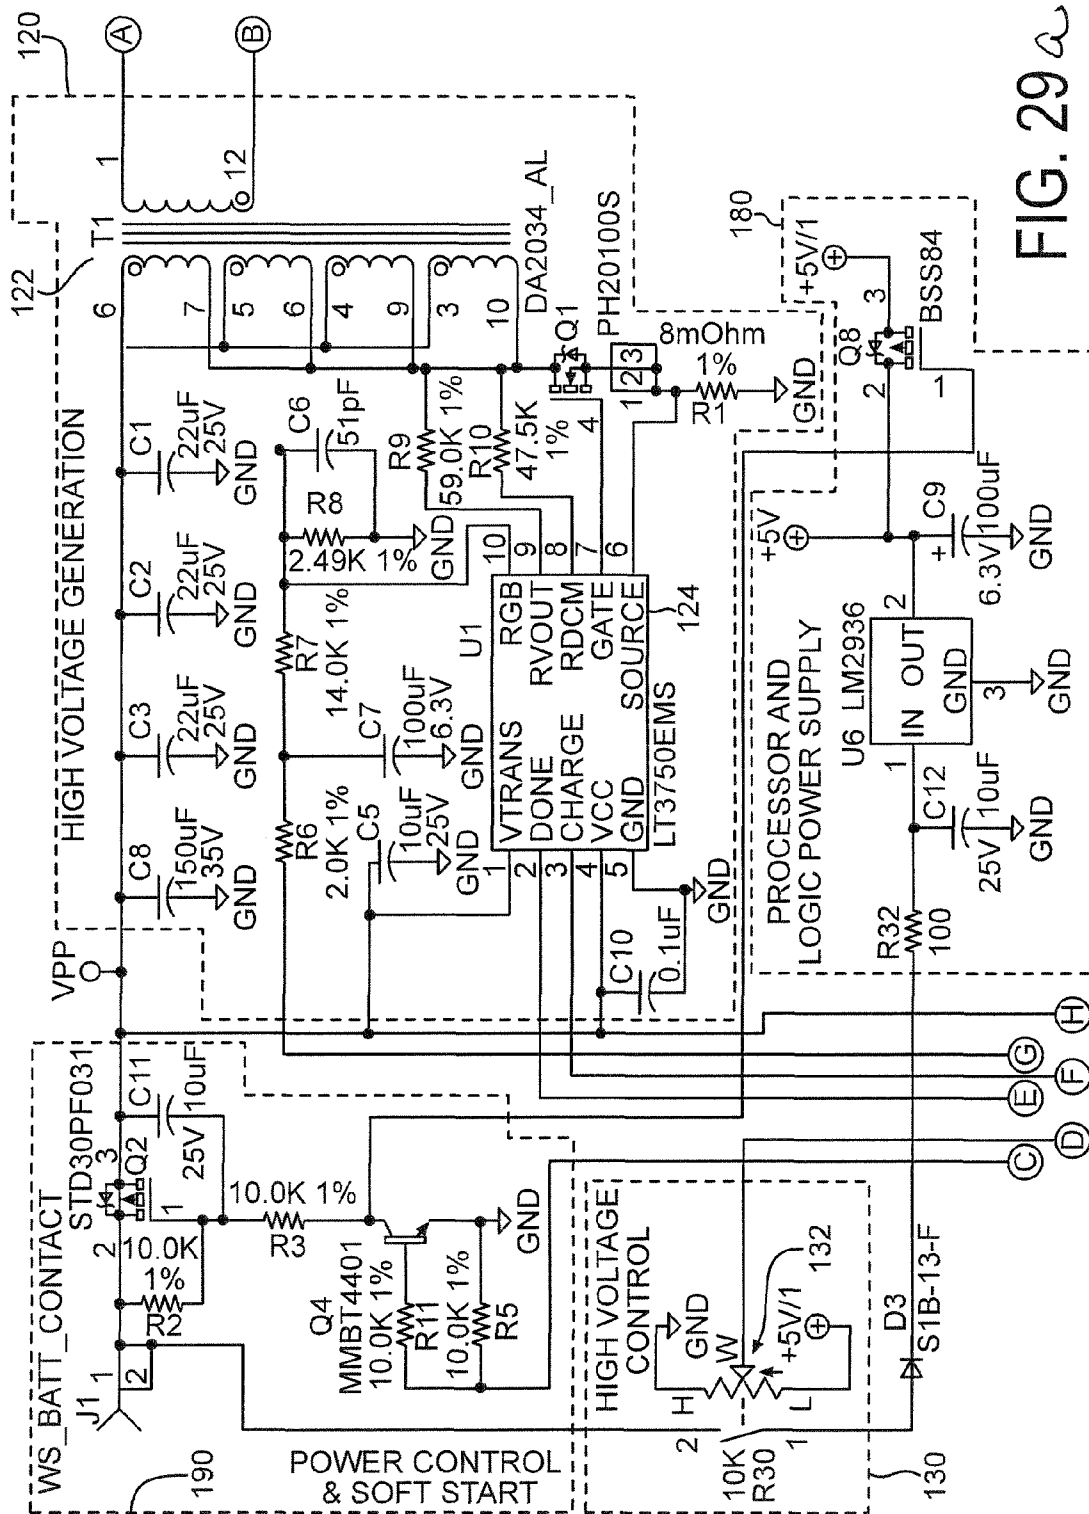 120
A
B
1
12
HIGH VOLTAGE GENERATION
122
T1
6
7
5
6
4
9
3
10
DA2034_AL
C1
22uF
25V
GND
C2
22uF
25V
GND
C3
22uF
25V
GND
C8
150uF
35V
GND
VPP
C6
51pF
R8
2.49K 1%
GND
R7
14.0K 1%
R6
2.0K 1%
C7
100uF
6.3V
GND
C5
10uF
25V
GND
R9
59.0K 1%
R10
47.5K
1%
Q1
PH20100S
4
1
2
3
8mOhm
1%
R1
GND
U1
1
2
3
4
5
VTRANS
DONE
CHARGE
VCC
GND
RGB
RVOUT
RDCM
GATE
SOURCE
10
9
8
7
6
LT3750EMS
124
C10
0.1uF
GND
WS_BATT_CONTACT
J1
1
2
STD30PF031
Q2
2
3
1
10.0K
1%
R2
C11
10uF
25V
10.0K 1%
R3
Q4
MMBT4401
10.0K 1%
R11
10.0K 1%
R5
GND
190
POWER CONTROL
& SOFT START
HIGH VOLTAGE
CONTROL
GND
H
W
L
132
+5V/1
2
1
10K
R30
130
D3
S1B-13-F
C
D
E
F
G
H
PROCESSOR AND
LOGIC POWER SUPPLY
R32
100
C12
10uF
25V
GND
U6 LM2936
1
IN OUT
GND
2
3
GND
+5V
+
C9
100uF
6.3V
GND
180
+5V/1
Q8
2
3
1
BSS84
FIG. 29a